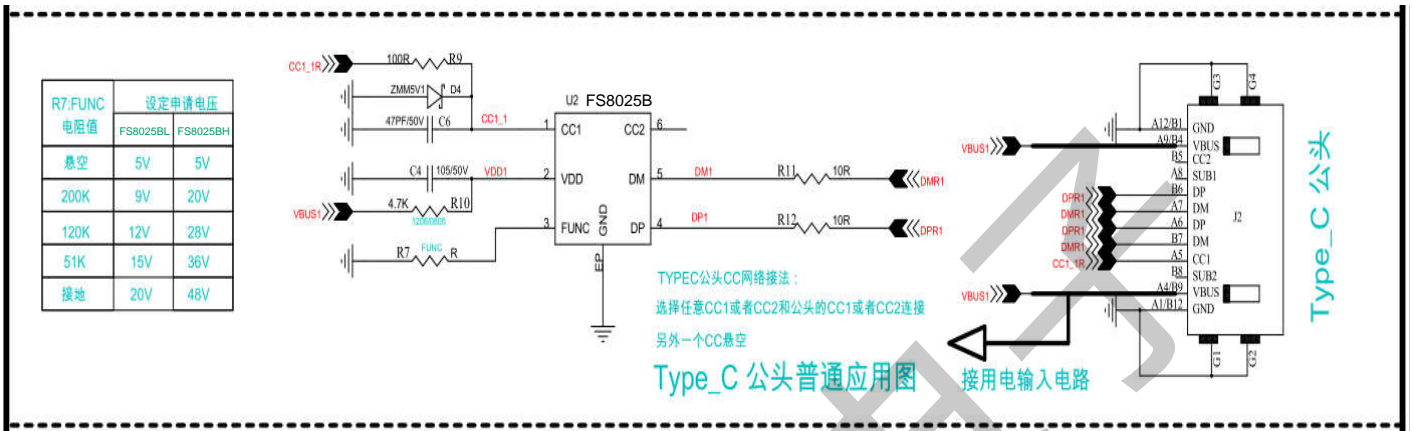 R7:FUNC
电阻值
设定申请电压
FS8025BL FS8025BH
悬空 5V 5V
200K 9V 20V
120K 12V 28V
51K 15V 36V
接地 20V 48V
CC1_1R
100R R9
ZMM5V1 D4
47PF/50V C6
CC1_1
C4 105/50V
VDD1
VBUS1
4.7K R10
1206/0805
R7 FUNC R
U2 FS8025B
1 CC1 CC2 6
2 VDD DM 5
3 FUNC GND DP 4
EP
DM1 R11 10R DMR1
DP1 R12 10R DPR1
TYPEC公头CC网络接法：
选择任意CC1或者CC2和公头的CC1或者CC2连接
另外一个CC悬空
Type_C 公头普通应用图
接用电输入电路
G3 G4
A12/B1 GND
VBUS1 A9/B4 VBUS
B5 CC2
A8 SUB1
DPR1 B6 DP
DMR1 A7 DM
DPR1 A6 DP
DMR1 B7 DM
CC1_1R A5 CC1
B8 SUB2
VBUS1 A4/B9 VBUS
A1/B12 GND
J2
G1 G2
Type_C 公头